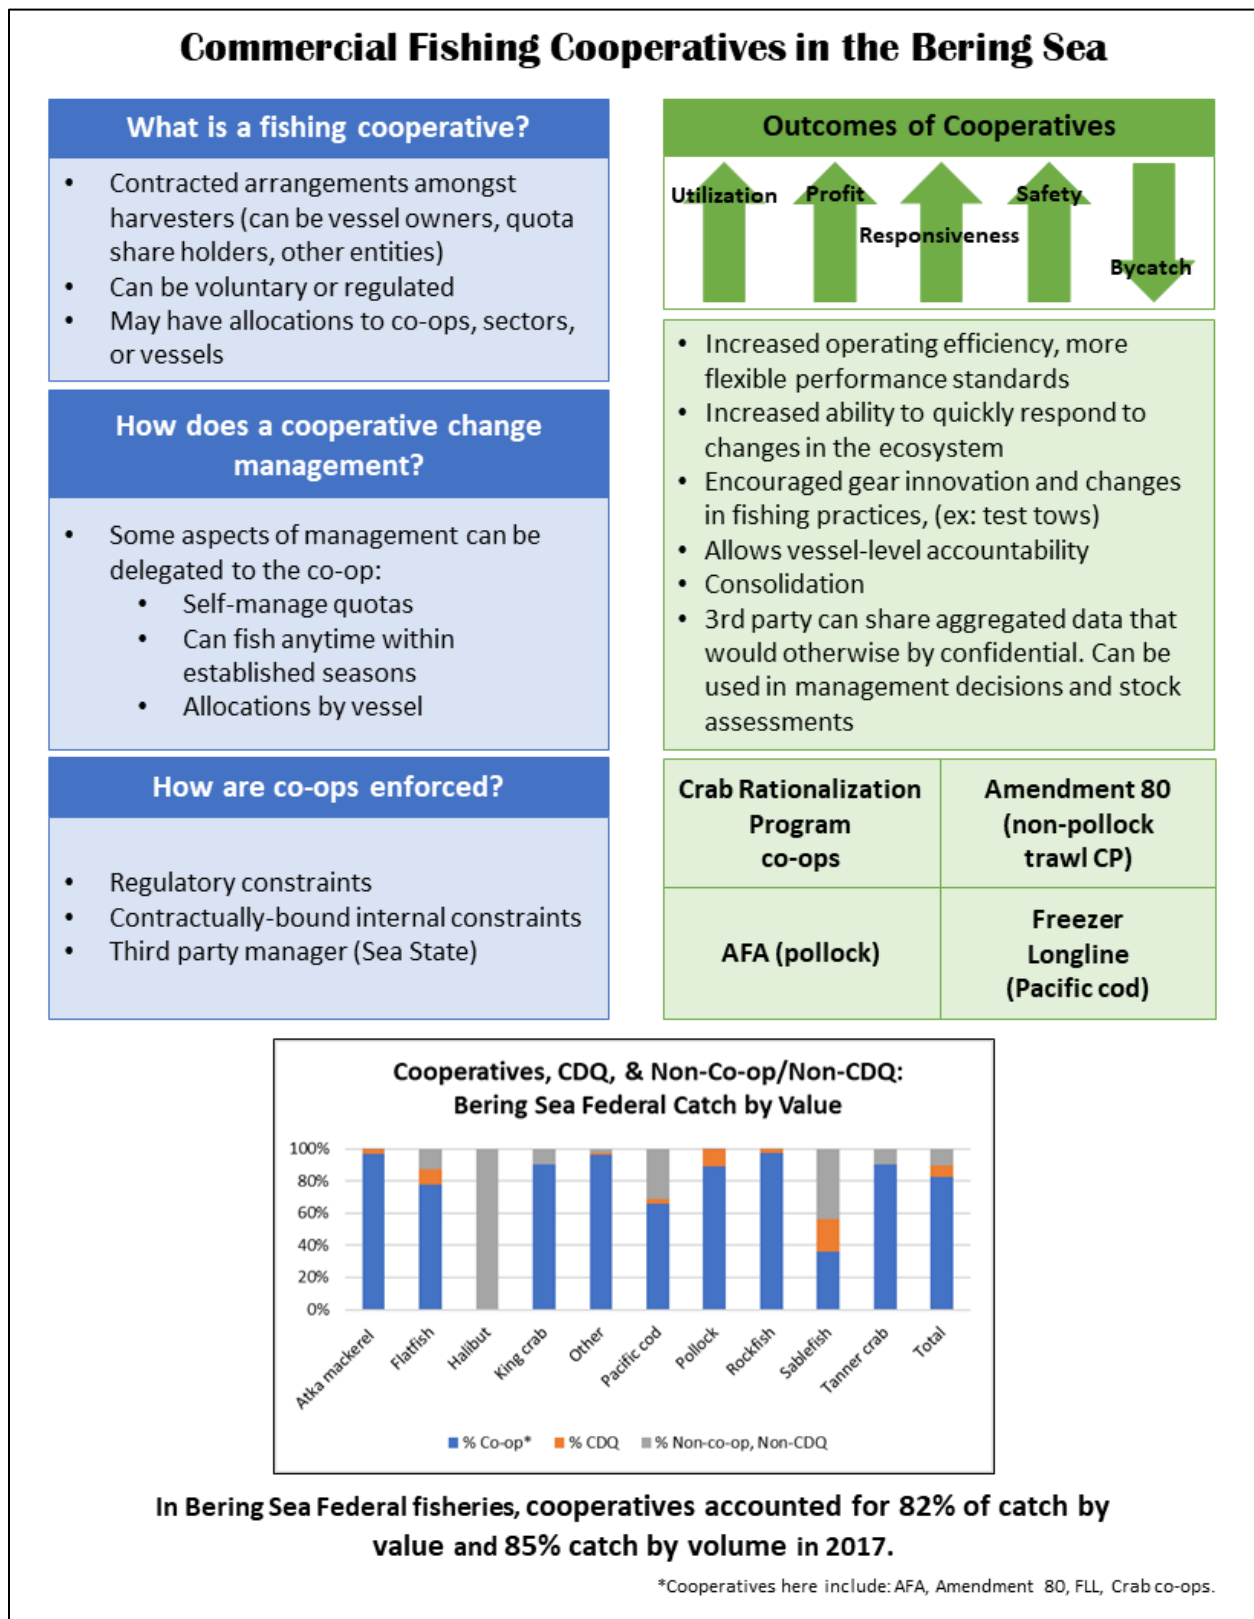 Commercial Fishing Cooperatives in the Bering Sea
What is a fishing cooperative?
• Contracted arrangements amongst
harvesters (can be vessel owners, quota
share holders, other entities)
• Can be voluntary or regulated
• May have allocations to co-ops, sectors,
or vessels
How does a cooperative change
management?
• Some aspects of management can be
delegated to the co-op:
• Self-manage quotas
• Can fish anytime within
established seasons
• Allocations by vessel
How are co-ops enforced?
• Regulatory constraints
• Contractually-bound internal constraints
• Third party manager (Sea State)
Outcomes of Cooperatives
Utilization
Profit
Responsiveness
Safety
Bycatch
• Increased operating efficiency, more
flexible performance standards
• Increased ability to quickly respond to
changes in the ecosystem
• Encouraged gear innovation and changes
in fishing practices, (ex: test tows)
• Allows vessel-level accountability
• Consolidation
• 3rd party can share aggregated data that
would otherwise by confidential. Can be
used in management decisions and stock
assessments
Crab Rationalization
Program
co-ops
Amendment 80
(non-pollock
trawl CP)
AFA (pollock)
Freezer
Longline
(Pacific cod)
Cooperatives, CDQ, & Non-Co-op/Non-CDQ:
Bering Sea Federal Catch by Value
100%
80%
60%
40%
20%
0%
Atka mackerel
Flatfish
Halibut
King crab
Other
Pacific cod
Pollock
Rockfish
Sablefish
Tanner crab
Total
% Co-op* % CDQ % Non-co-op, Non-CDQ
In Bering Sea Federal fisheries, cooperatives accounted for 82% of catch by
value and 85% catch by volume in 2017.
*Cooperatives here include: AFA, Amendment 80, FLL, Crab co-ops.